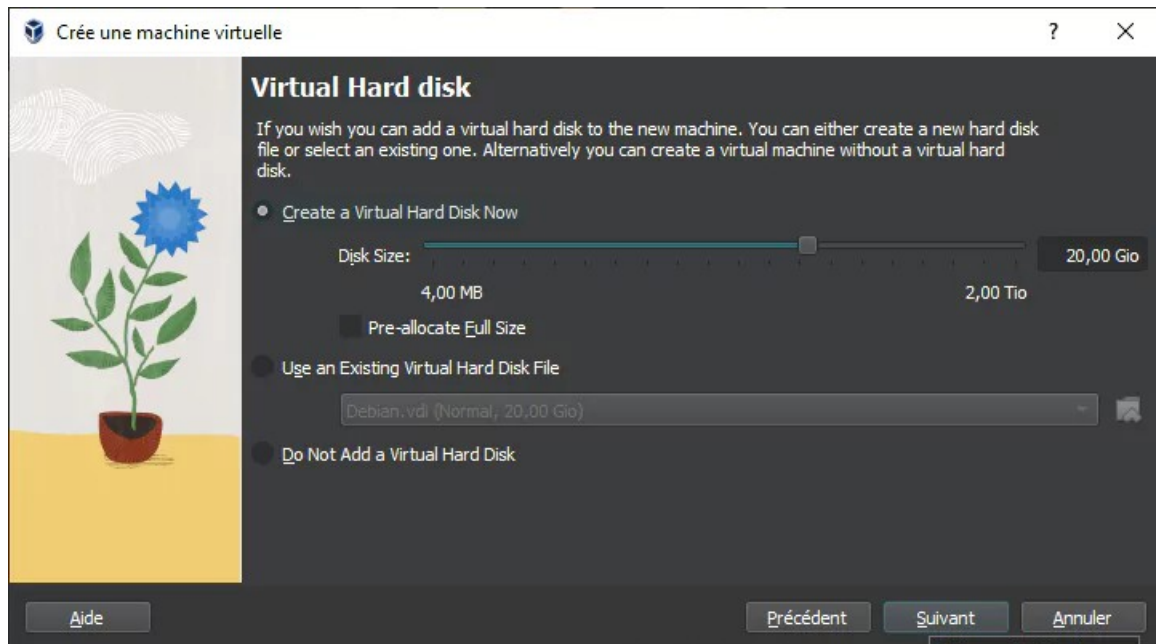 Crée une machine virtuelle
?
Virtual Hard disk
If you wish you can add a virtual hard disk to the new machine. You can either create a new hard disk
file or select an existing one. Alternatively you can create a virtual machine without a virtual hard
disk.
Create a Virtual Hard Disk Now
Disk Size:
20,00 Gio
4,00 MB
2,00 Tio
Pre-allocate Full Size
Use an Existing Virtual Hard Disk File
Debian.vdi (Normal, 20,00 Gio)
Do Not Add a Virtual Hard Disk
Aide
Précédent
Suivant
Annuler